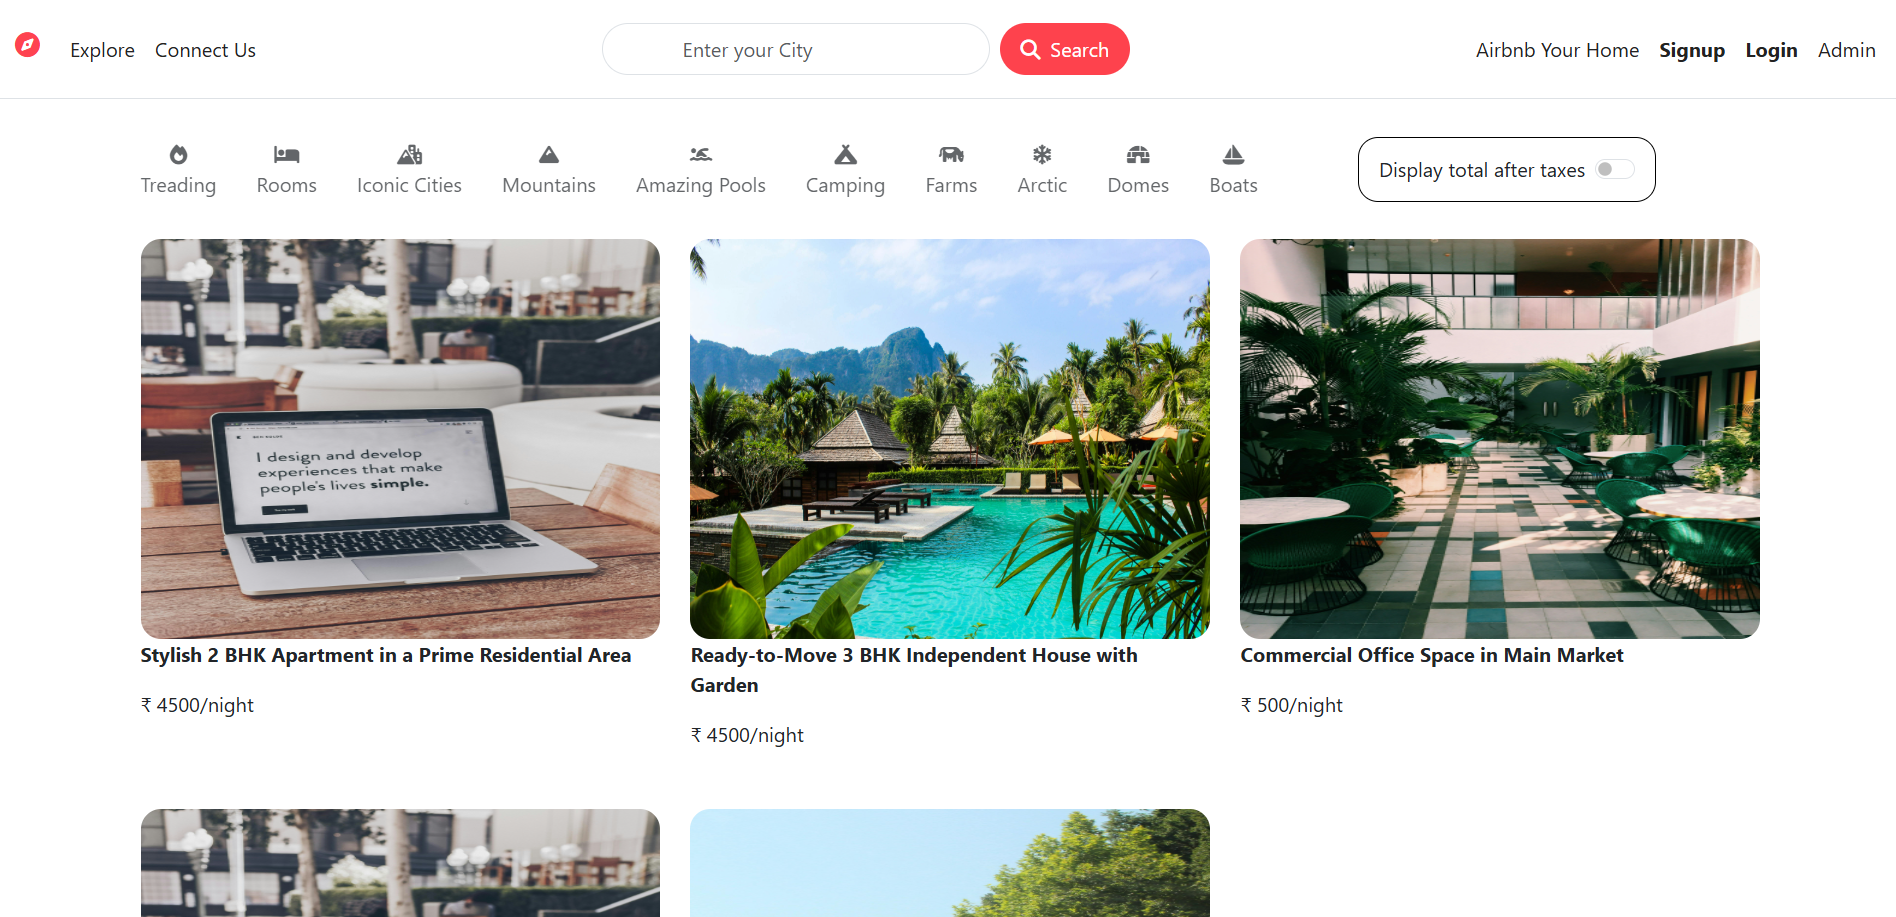 Explore Connect Us Enter your City Search Airbnb Your Home Signup Login Admin
Treading Rooms Iconic Cities Mountains Amazing Pools Camping Farms Arctic Domes Boats Display total after taxes
I design and develop
experiences that make
people's lives simple.
Stylish 2 BHK Apartment in a Prime Residential Area
₹ 4500/night
Ready-to-Move 3 BHK Independent House with
Garden
₹ 4500/night
Commercial Office Space in Main Market
₹ 500/night